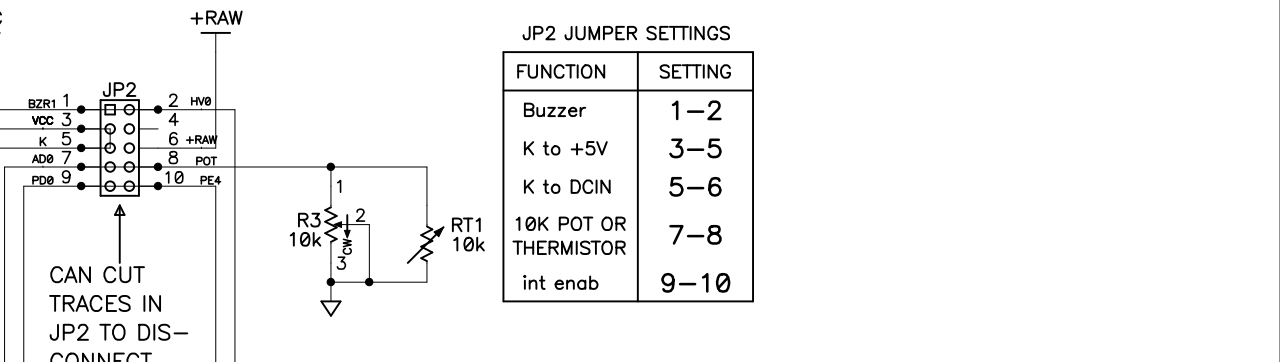 +RAW
JP2
BZR1 1 2 HV0
VCC 3 4
K 5 6 +RAW
AD0 7 8 POT
PD0 9 10 PE4
1
R3
10k
2
CW
3
RT1
10k
CAN CUT
TRACES IN
JP2 TO DIS-
CONNECT
JP2 JUMPER SETTINGS
FUNCTION SETTING
Buzzer 1-2
K to +5V 3-5
K to DCIN 5-6
10K POT OR
THERMISTOR 7-8
int enab 9-10